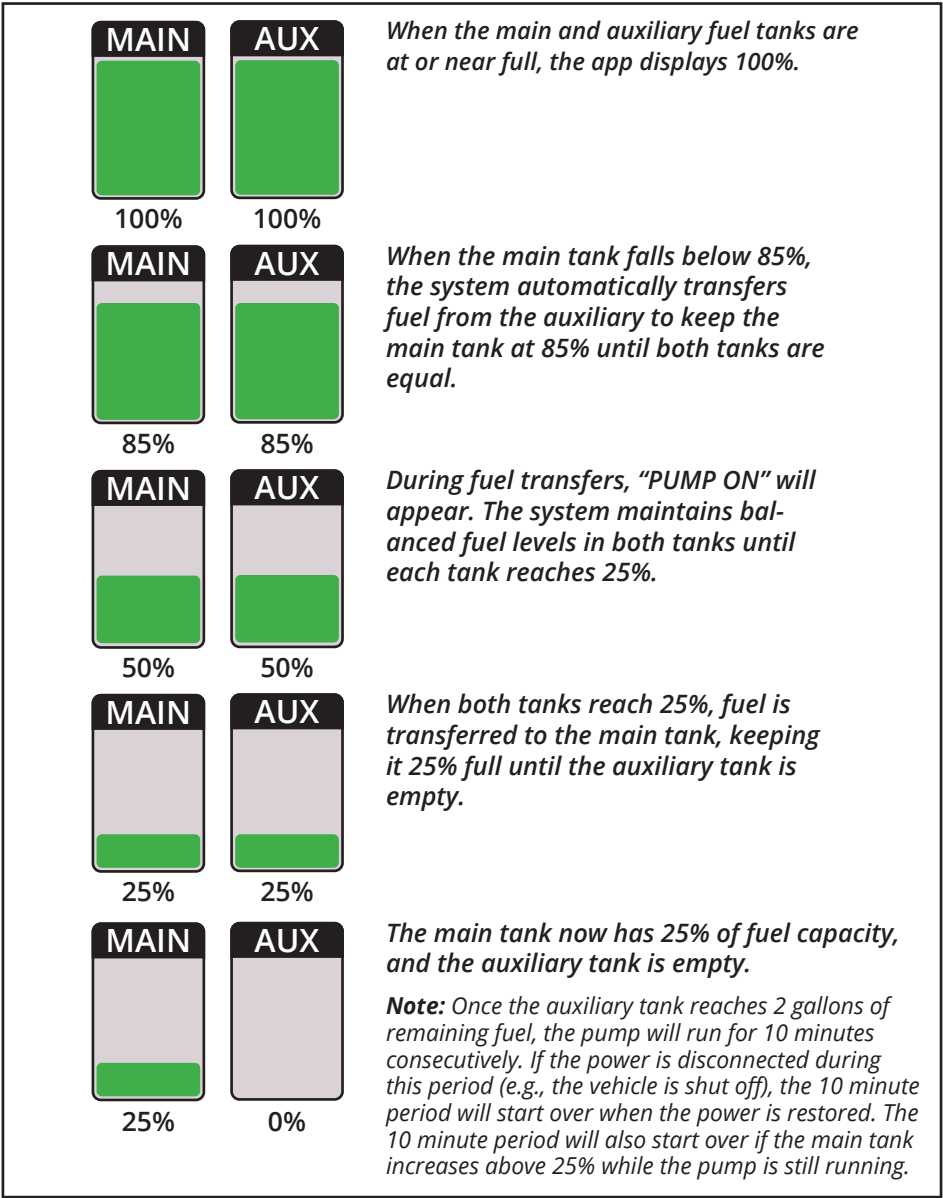 MAIN AUX
When the main and auxiliary fuel tanks are
at or near full, the app displays 100%.
100% 100%
MAIN AUX
When the main tank falls below 85%,
the system automatically transfers
fuel from the auxiliary to keep the
main tank at 85% until both tanks are
equal.
85% 85%
MAIN AUX
During fuel transfers, “PUMP ON” will
appear. The system maintains bal-
anced fuel levels in both tanks until
each tank reaches 25%.
50% 50%
MAIN AUX
When both tanks reach 25%, fuel is
transferred to the main tank, keeping
it 25% full until the auxiliary tank is
empty.
25% 25%
MAIN AUX
The main tank now has 25% of fuel capacity,
and the auxiliary tank is empty.
Note: Once the auxiliary tank reaches 2 gallons of
remaining fuel, the pump will run for 10 minutes
consecutively. If the power is disconnected during
this period (e.g., the vehicle is shut off), the 10 minute
period will start over when the power is restored. The
10 minute period will also start over if the main tank
increases above 25% while the pump is still running.
25% 0%